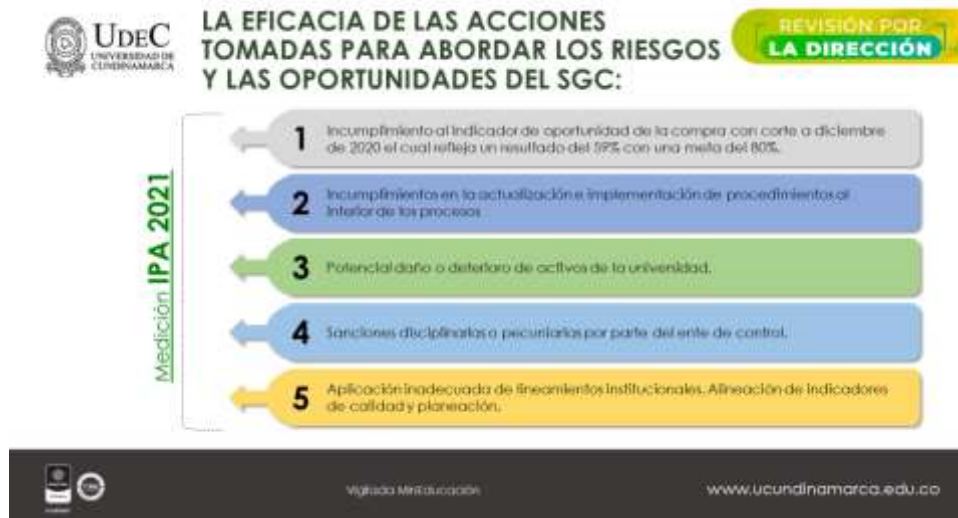 UDEC
UNIVERSIDAD DE
CUNDINAMARCA
LA EFICACIA DE LAS ACCIONES
TOMADAS PARA ABORDAR LOS RIESGOS
Y LAS OPORTUNIDADES DEL SGC:
REVISIÓN POR
LA DIRECCIÓN
Medición IPA 2021
1 Incumplimiento al indicador de oportunidad de la compra con corte a diciembre
de 2020 el cual refleja un resultado del 59% con una meta del 80%.
2 Incumplimientos en la actualización e implementación de procedimientos al
interior de los procesos
3 Potencial daño o deterioro de activos de la universidad.
4 Sanciones disciplinarias o pecuniarias por parte del ente de control.
5 Aplicación inadecuada de lineamientos institucionales. Alineación de indicadores
de calidad y planeación.
Vigilada MinEducación
www.ucundinamarca.edu.co